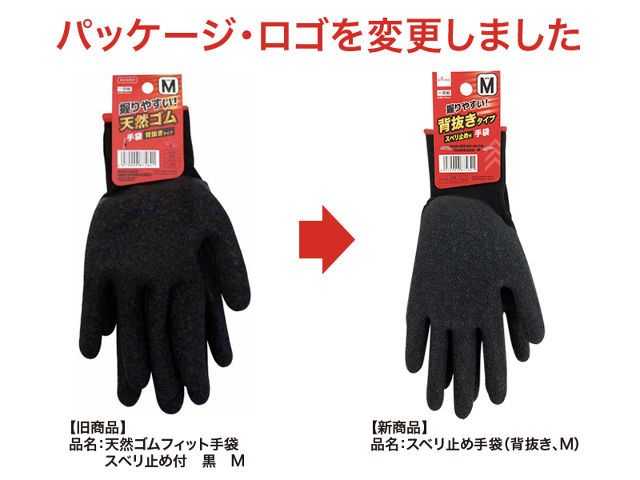 パッケージ・ロゴを変更しました
M
握りやすい!
天然ゴム
手袋 背抜きタイプ
M
握りやすい!
背抜きタイプ
スベリ止め付 手袋
【旧商品】
品名:天然ゴムフィット手袋
スベリ止め付 黒 M
【新商品】
品名:スベリ止め手袋(背抜き、M)